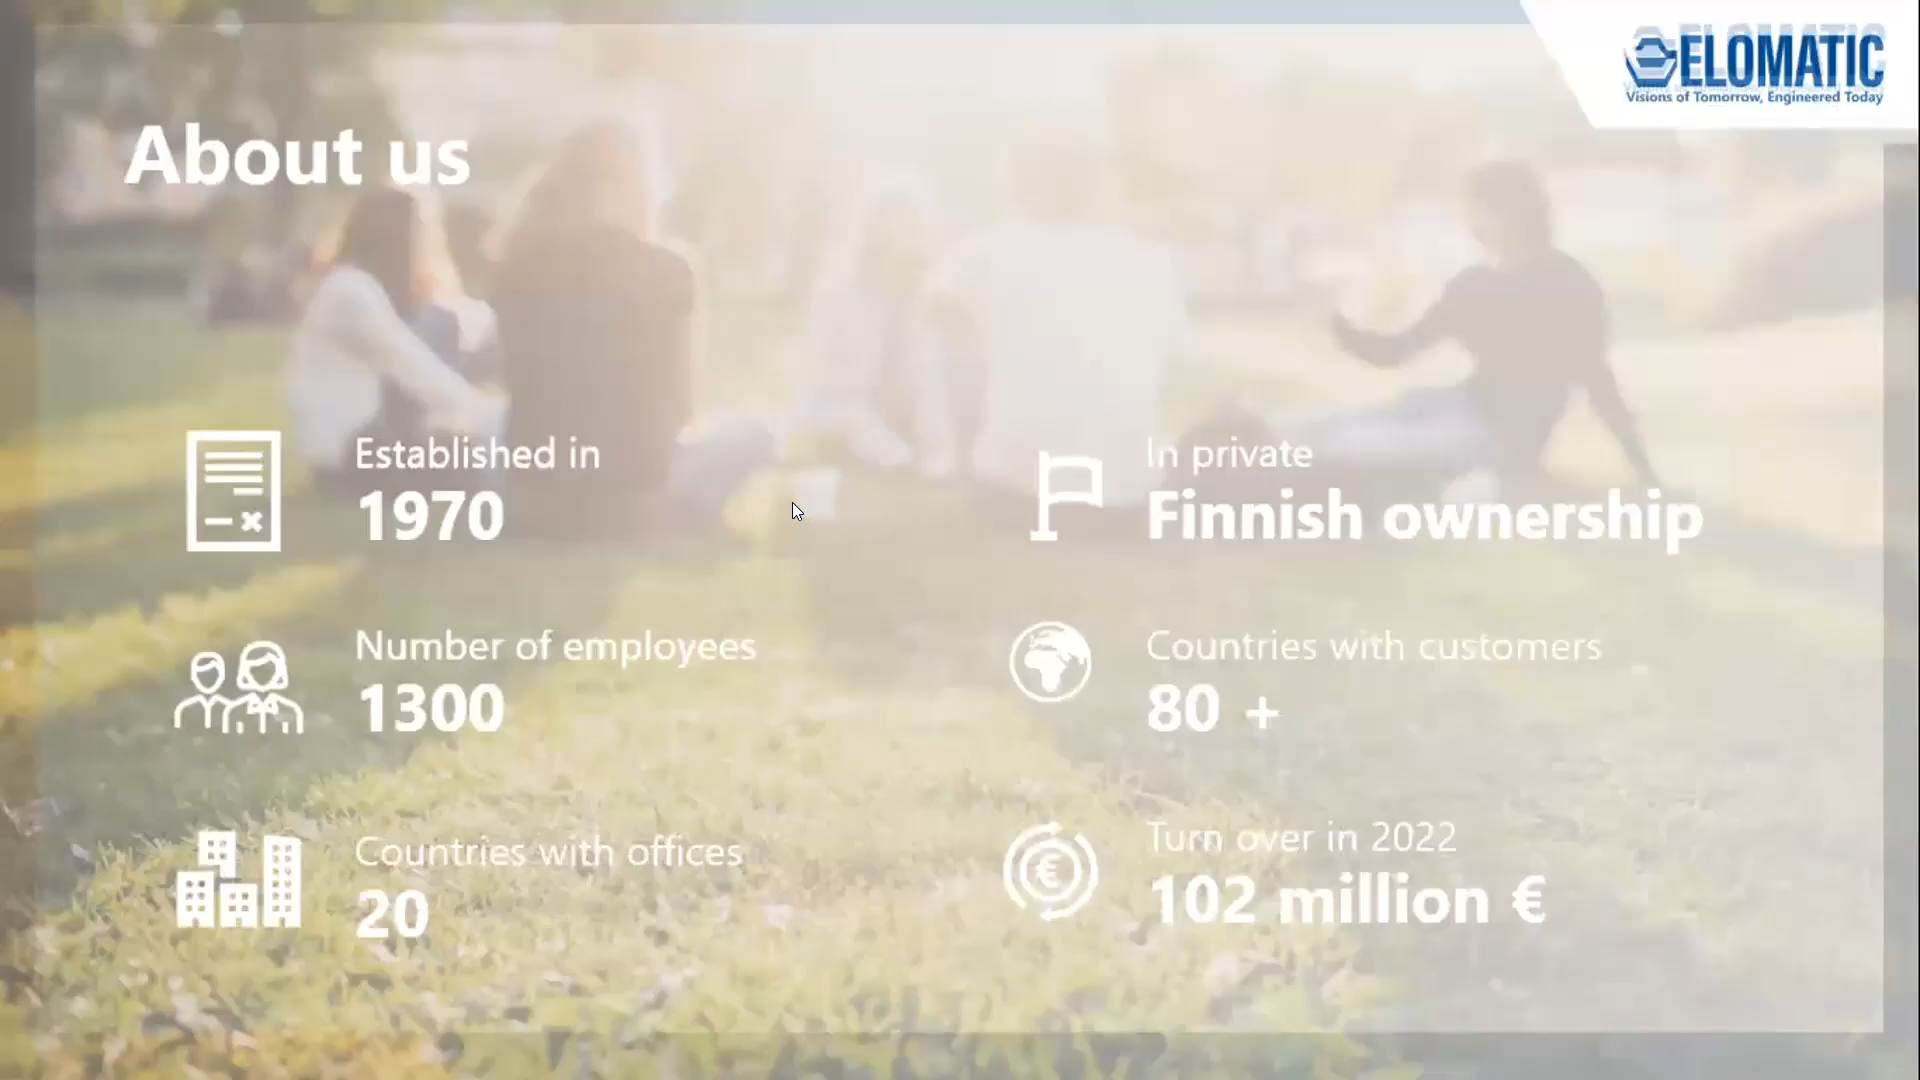 ELOMATIC
Visions of Tomorrow, Engineered Today
About us
Established in
1970
In private
Finnish ownership
Number of employees
1300
Countries with customers
80 +
Countries with offices
20
Turn over in 2022
102 million €